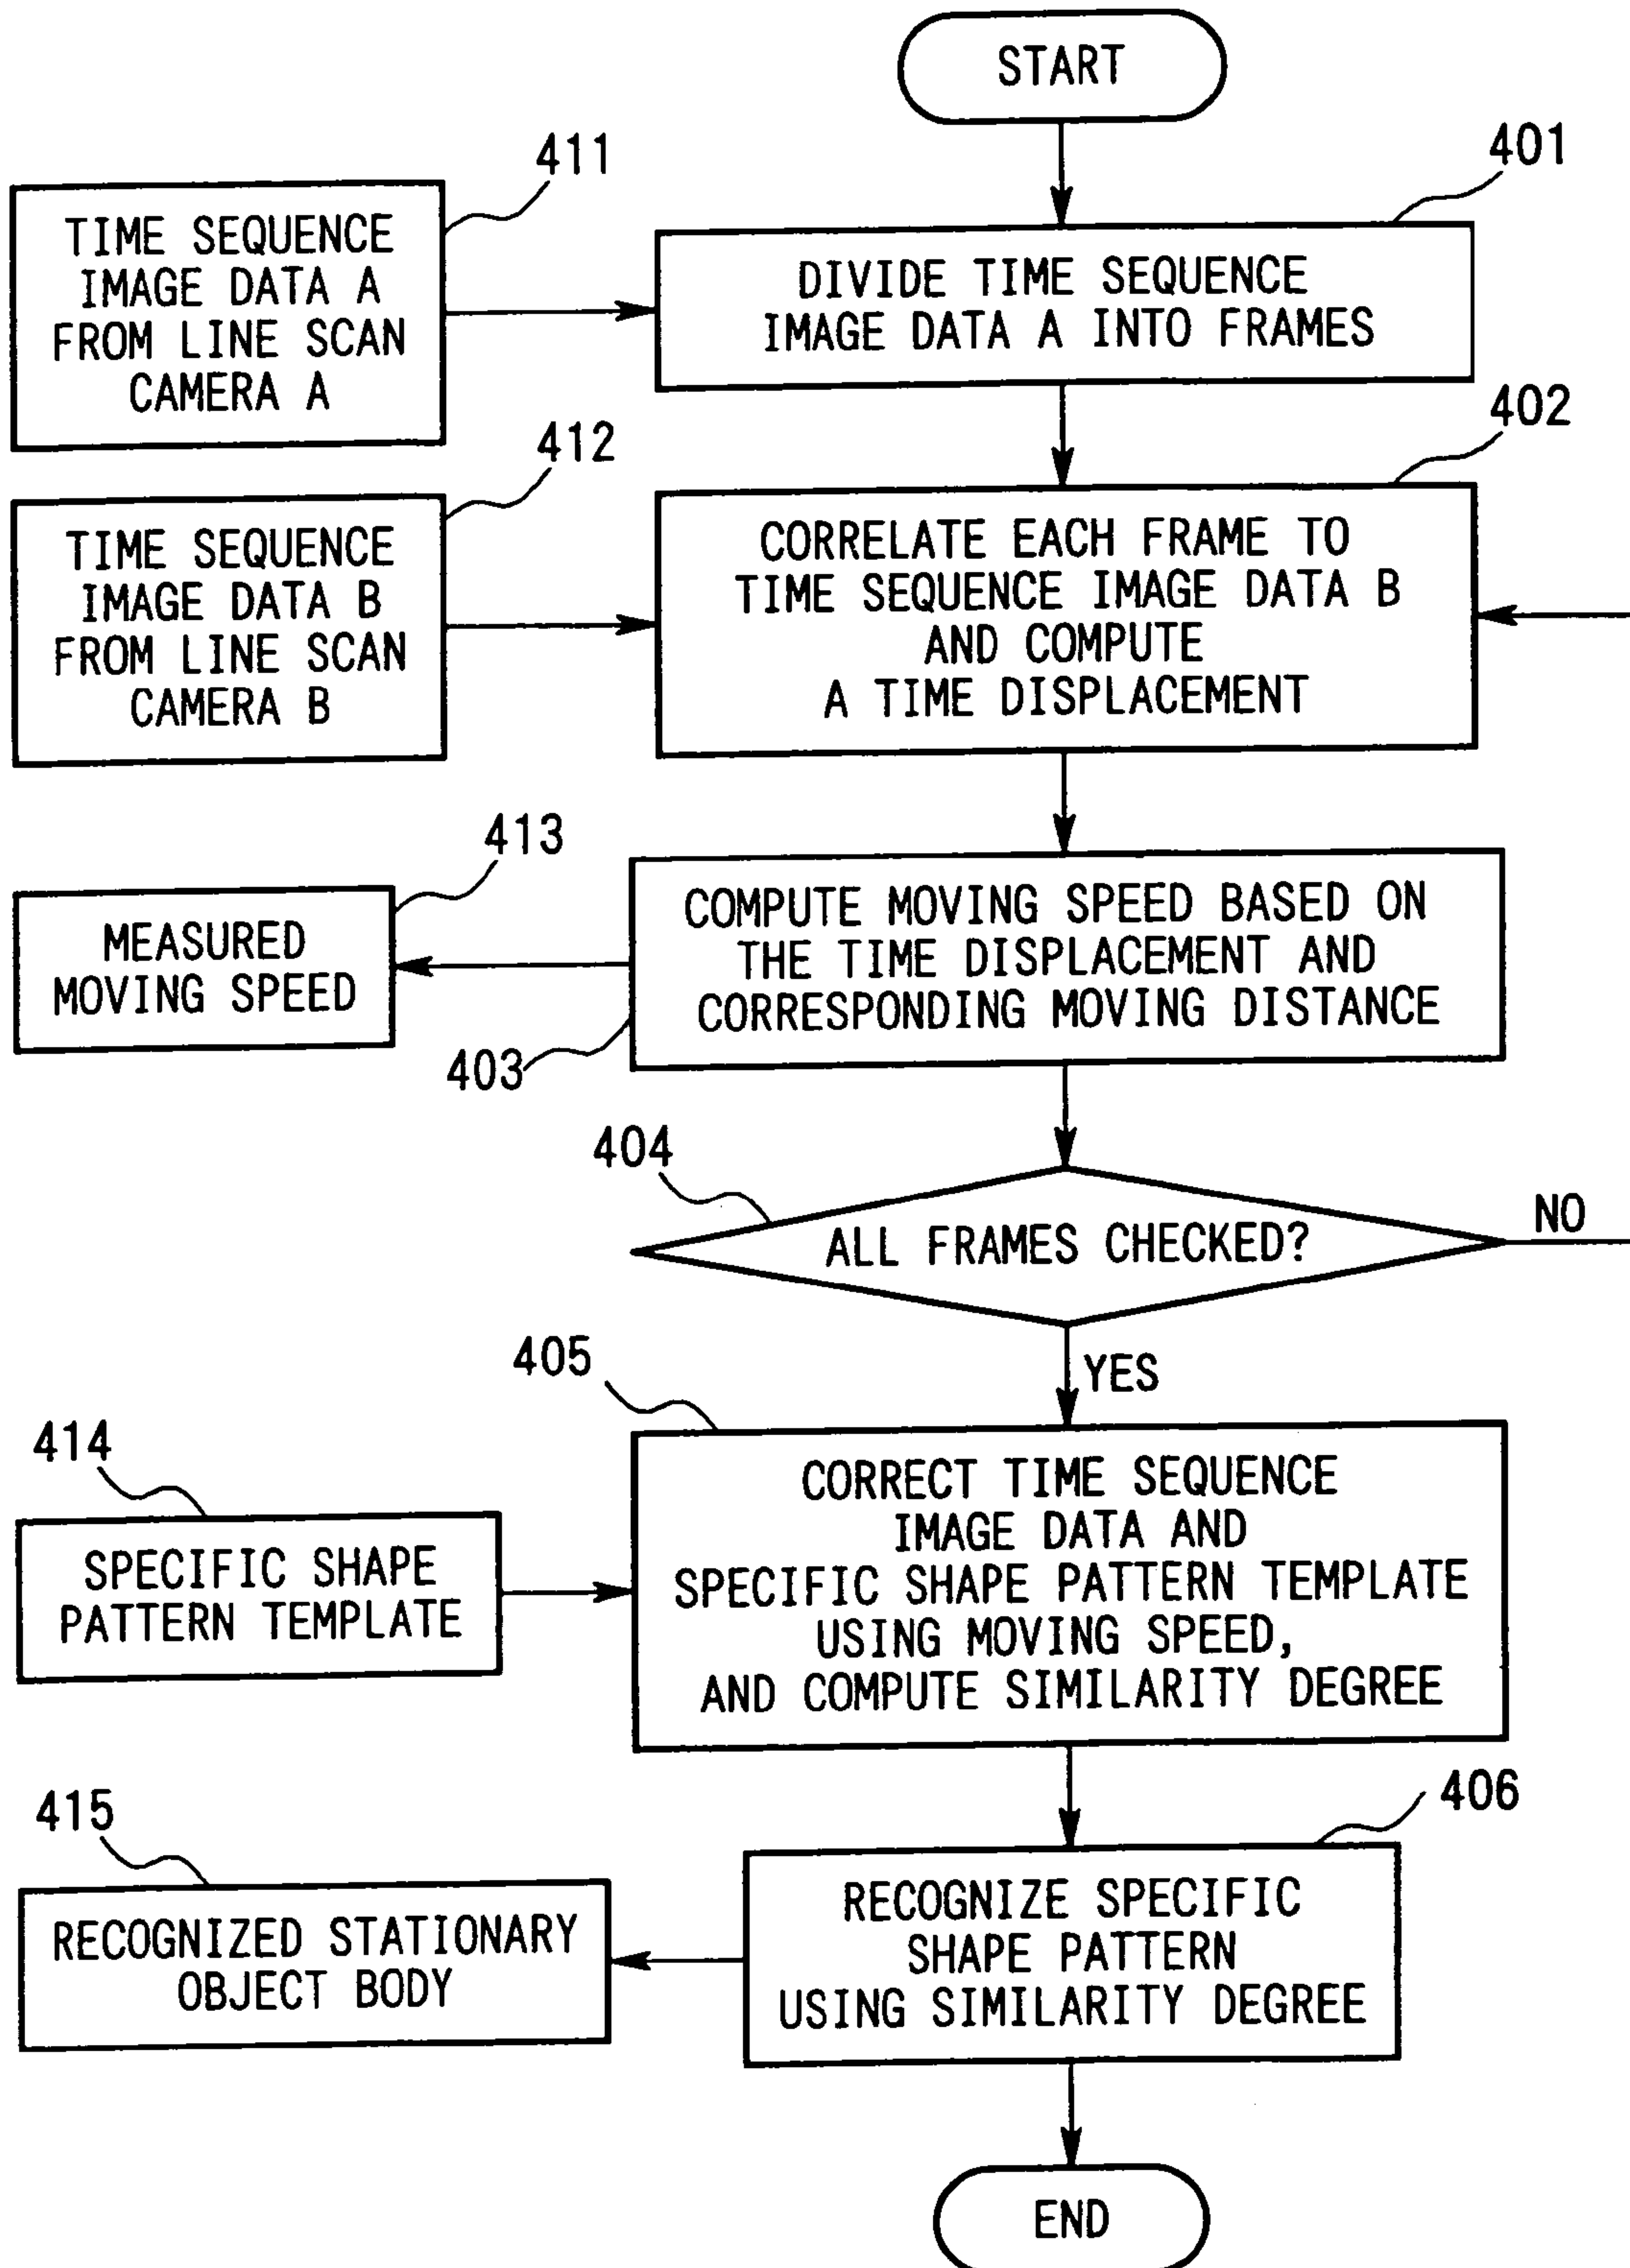 START
411
401
TIME SEQUENCE
IMAGE DATA A
FROM LINE SCAN
CAMERA A
DIVIDE TIME SEQUENCE
IMAGE DATA A INTO FRAMES
412
402
TIME SEQUENCE
IMAGE DATA B
FROM LINE SCAN
CAMERA B
CORRELATE EACH FRAME TO
TIME SEQUENCE IMAGE DATA B
AND COMPUTE
A TIME DISPLACEMENT
413
MEASURED
MOVING SPEED
COMPUTE MOVING SPEED BASED ON
THE TIME DISPLACEMENT AND
CORRESPONDING MOVING DISTANCE
403
404
ALL FRAMES CHECKED?
NO
YES
405
414
SPECIFIC SHAPE
PATTERN TEMPLATE
CORRECT TIME SEQUENCE
IMAGE DATA AND
SPECIFIC SHAPE PATTERN TEMPLATE
USING MOVING SPEED,
AND COMPUTE SIMILARITY DEGREE
415
406
RECOGNIZED STATIONARY
OBJECT BODY
RECOGNIZE SPECIFIC
SHAPE PATTERN
USING SIMILARITY DEGREE
END